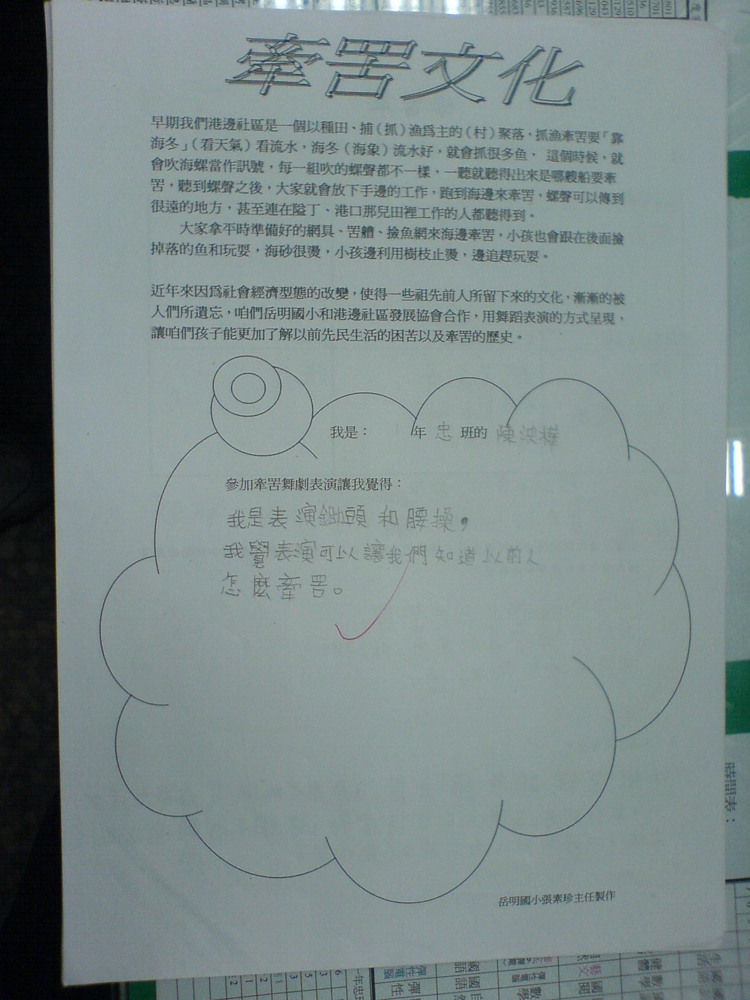 牽罟文化
早期我們港邊社區是一個以種田、捕（抓）漁為主的（村）聚落，抓漁牽罟要「靠
海冬」（看天氣）看流水，海冬（海象）流水好，就會抓很多鱼， 這個時候，就
會吹海螺當作訊號，每一組吹的螺聲都不一樣，一聽就聽得出來是哪艘船要牽
罟，聽到螺聲之後，大家就會放下手邊的工作，跑到海邊來牽罟，螺聲可以傳到
很遠的地方，甚至連在隘丁、港口那兒田裡工作的人都聽得到。
大家拿平時準備好的網具、罟艚、撿魚網來海邊牽罟，小孩也會跟在後面撿
掉落的鱼和玩耍，海砂很燙，小孩邊利用樹枝止燙，邊追趕玩耍。
近年來因為社會經濟型態的改變，使得一些祖先前人所留下來的文化，漸漸的被
人們所遺忘，咱們岳明國小和港邊社區發展協會合作，用舞蹈表演的方式呈現，
讓咱們孩子能更加了解以前先民生活的困苦以及牽罟的歷史。
我是： 年 忠 班的 陳泱樺
參加牽罟舞劇表演讓我覺得：
我是表演鋤頭和腰操，
我覺表演可以讓我們知道以前人
怎麼牽罟。
岳明國小張素珍主任製作
時間表：